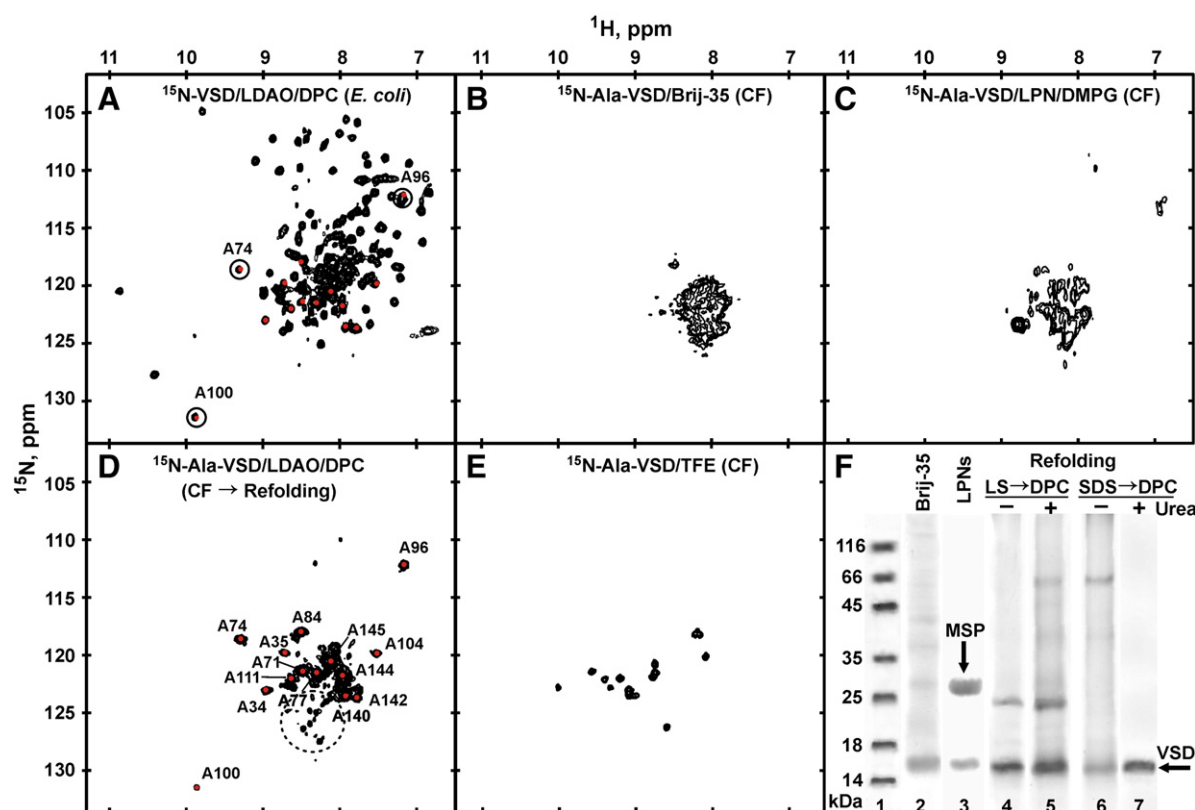 ¹H, ppm
11 10 9 8 7 11 10 9 8 7 11 10 9 8 7
A ¹⁵N-VSD/LDAO/DPC (E. coli)
B ¹⁵N-Ala-VSD/Brij-35 (CF)
C ¹⁵N-Ala-VSD/LPN/DMPG (CF)
105
110
115
120
125
130
A96
A74
A100
¹⁵N, ppm
D ¹⁵N-Ala-VSD/LDAO/DPC
(CF → Refolding)
105
110
115
120
125
130
A96
A74
A84
A35
A145
A104
A71
A144
A111
A77
A34
A140
A142
A100
E ¹⁵N-Ala-VSD/TFE (CF)
F
Brij-35
LPNs
Refolding
LS→DPC SDS→DPC
− + − + Urea
116
66
45
35
25
18
14
MSP
VSD
kDa 1 2 3 4 5 6 7